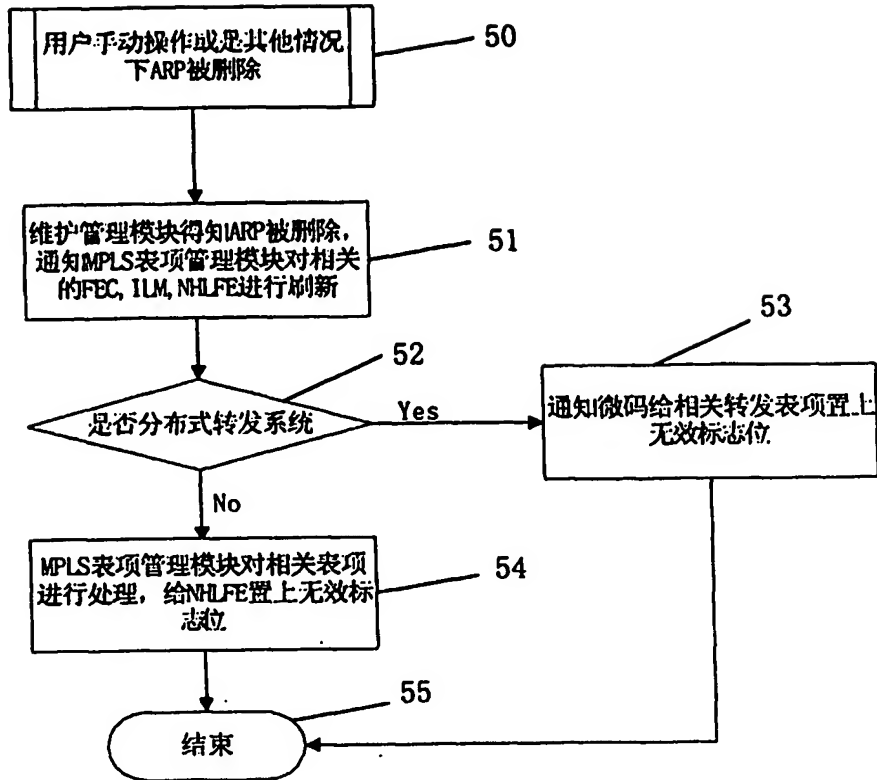 用户手动操作或是其他情况
下ARP被删除
50
维护管理模块得知ARP被删除,
通知MPLS表项管理模块对相关
的FEC, ILM, NHLFE进行刷新
51
是否分布式转发系统
52
Yes
通知微码给相关转发表项置上
无效标志位
53
No
MPLS表项管理模块对相关表项
进行处理, 给NHLFE置上无效标
志位
54
结束
55